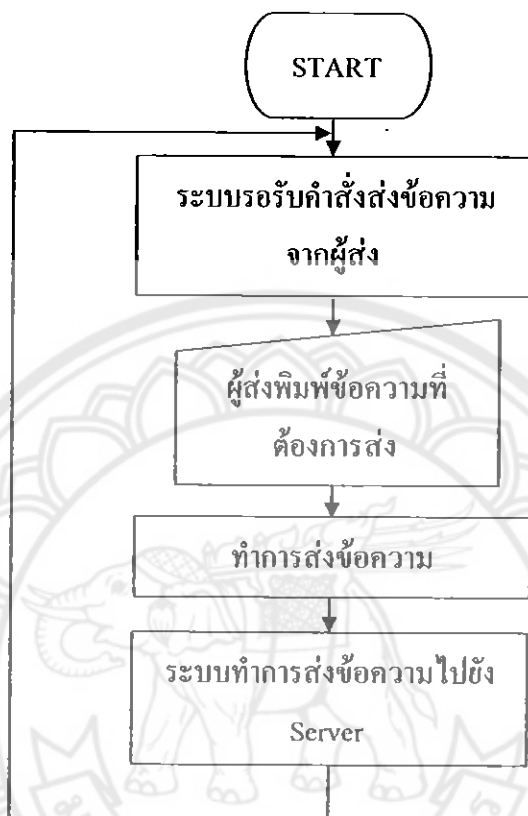 START
ระบบรอรับคำสั่งส่งข้อความ
จากผู้ส่ง
ผู้ส่งพิมพ์ข้อความที่
ต้องการส่ง
ทำการส่งข้อความ
ระบบทำการส่งข้อความไปยัง
Server